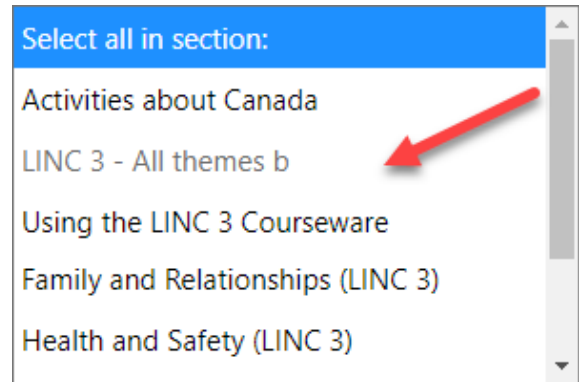 Select all in section:
Activities about Canada
LINC 3 - All themes b
Using the LINC 3 Courseware
Family and Relationships (LINC 3)
Health and Safety (LINC 3)